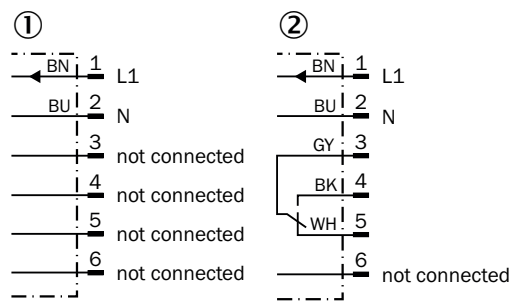 ① ②
BN 1 L1
BU 2 N
3 not connected
4 not connected
5 not connected
6 not connected
BN 1 L1
BU 2 N
GY 3
BK 4
WH 5
6 not connected